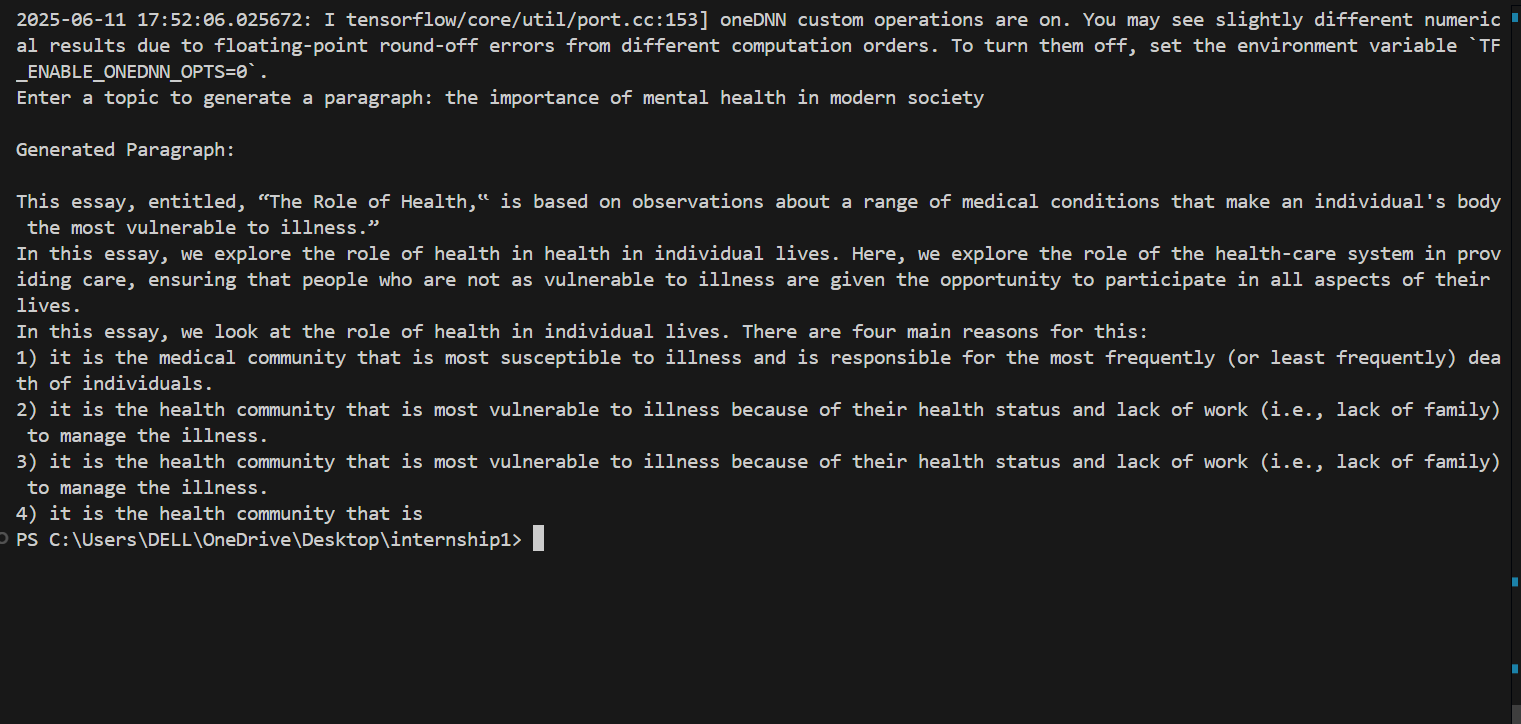 2025-06-11 17:52:06.025672: I tensorflow/core/util/port.cc:153] oneDNN custom operations are on. You may see slightly different numeric
al results due to floating-point round-off errors from different computation orders. To turn them off, set the environment variable `TF
_ENABLE_ONEDNN_OPTS=0`.
Enter a topic to generate a paragraph: the importance of mental health in modern society
Generated Paragraph:
This essay, entitled, “The Role of Health,‟ is based on observations about a range of medical conditions that make an individual's body
the most vulnerable to illness.”
In this essay, we explore the role of health in health in individual lives. Here, we explore the role of the health-care system in prov
iding care, ensuring that people who are not as vulnerable to illness are given the opportunity to participate in all aspects of their
lives.
In this essay, we look at the role of health in individual lives. There are four main reasons for this:
1) it is the medical community that is most susceptible to illness and is responsible for the most frequently (or least frequently) dea
th of individuals.
2) it is the health community that is most vulnerable to illness because of their health status and lack of work (i.e., lack of family)
to manage the illness.
3) it is the health community that is most vulnerable to illness because of their health status and lack of work (i.e., lack of family)
to manage the illness.
4) it is the health community that is
PS C:\Users\DELL\OneDrive\Desktop\internship1>